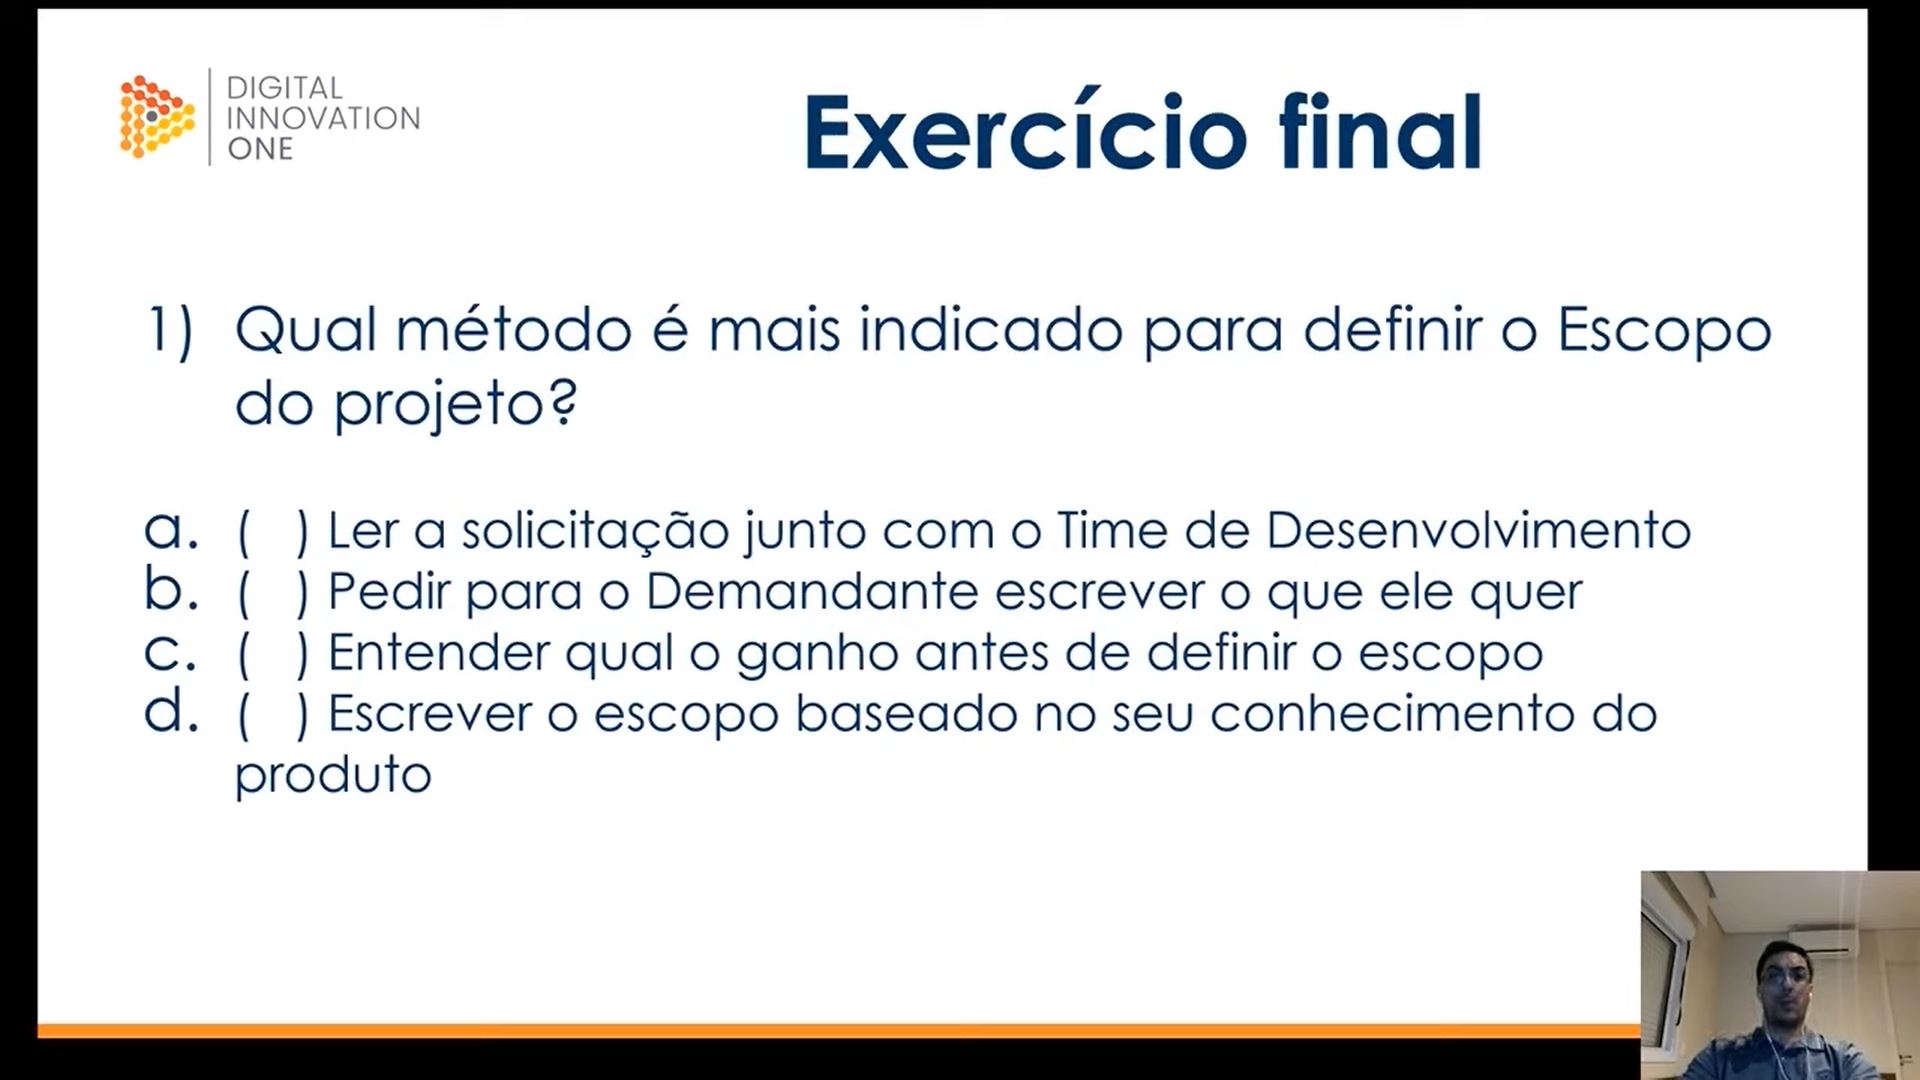 DIGITAL
INNOVATION
ONE
Exercício final
1) Qual método é mais indicado para definir o Escopo
do projeto?
a. ( ) Ler a solicitação junto com o Time de Desenvolvimento
b. ( ) Pedir para o Demandante escrever o que ele quer
c. ( ) Entender qual o ganho antes de definir o escopo
d. ( ) Escrever o escopo baseado no seu conhecimento do
produto